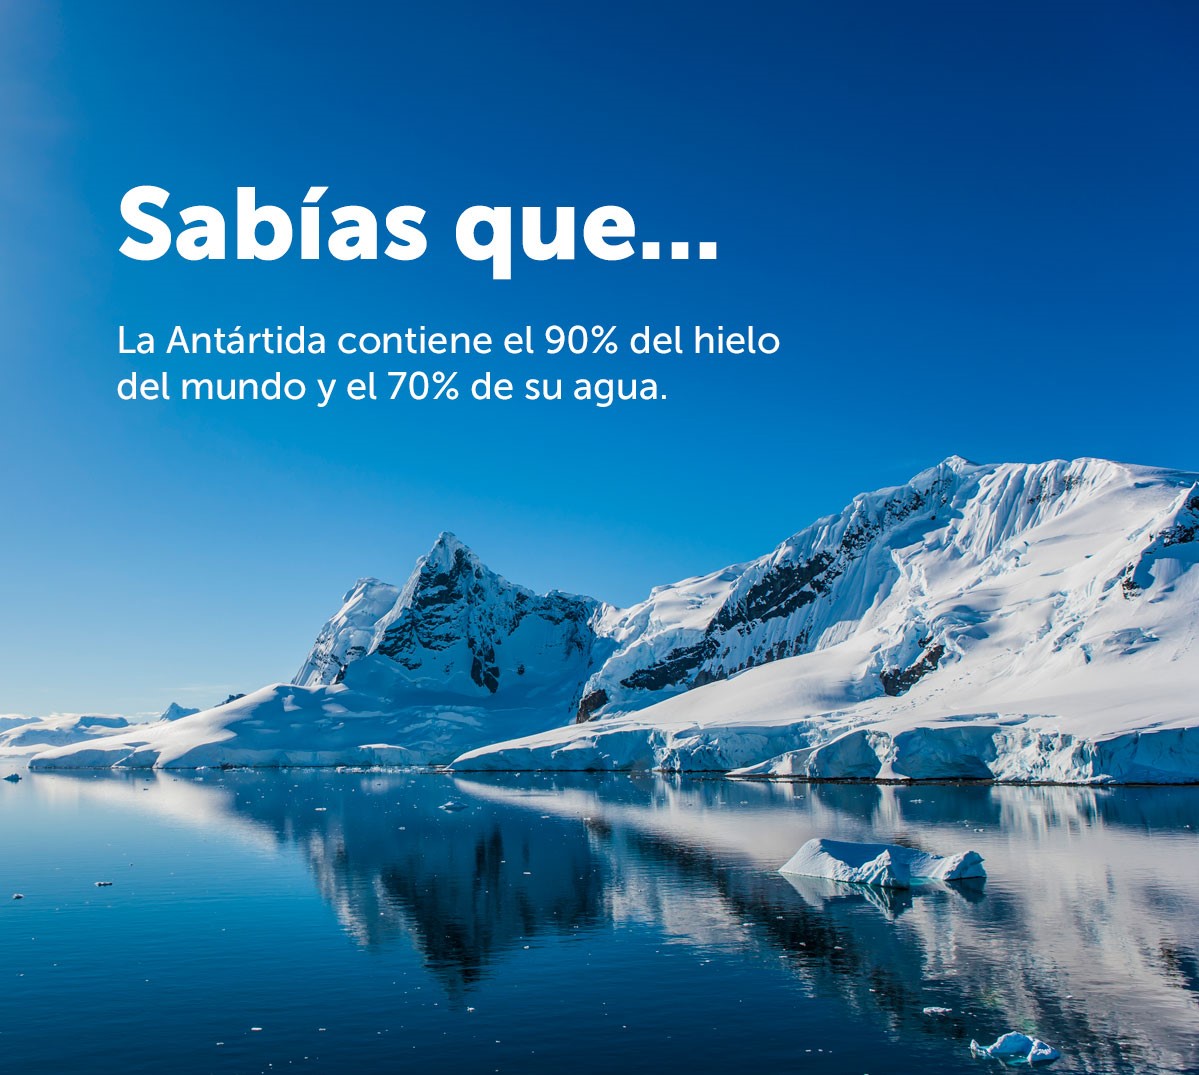 Sabías que...
La Antártida contiene el 90% del hielo
del mundo y el 70% de su agua.